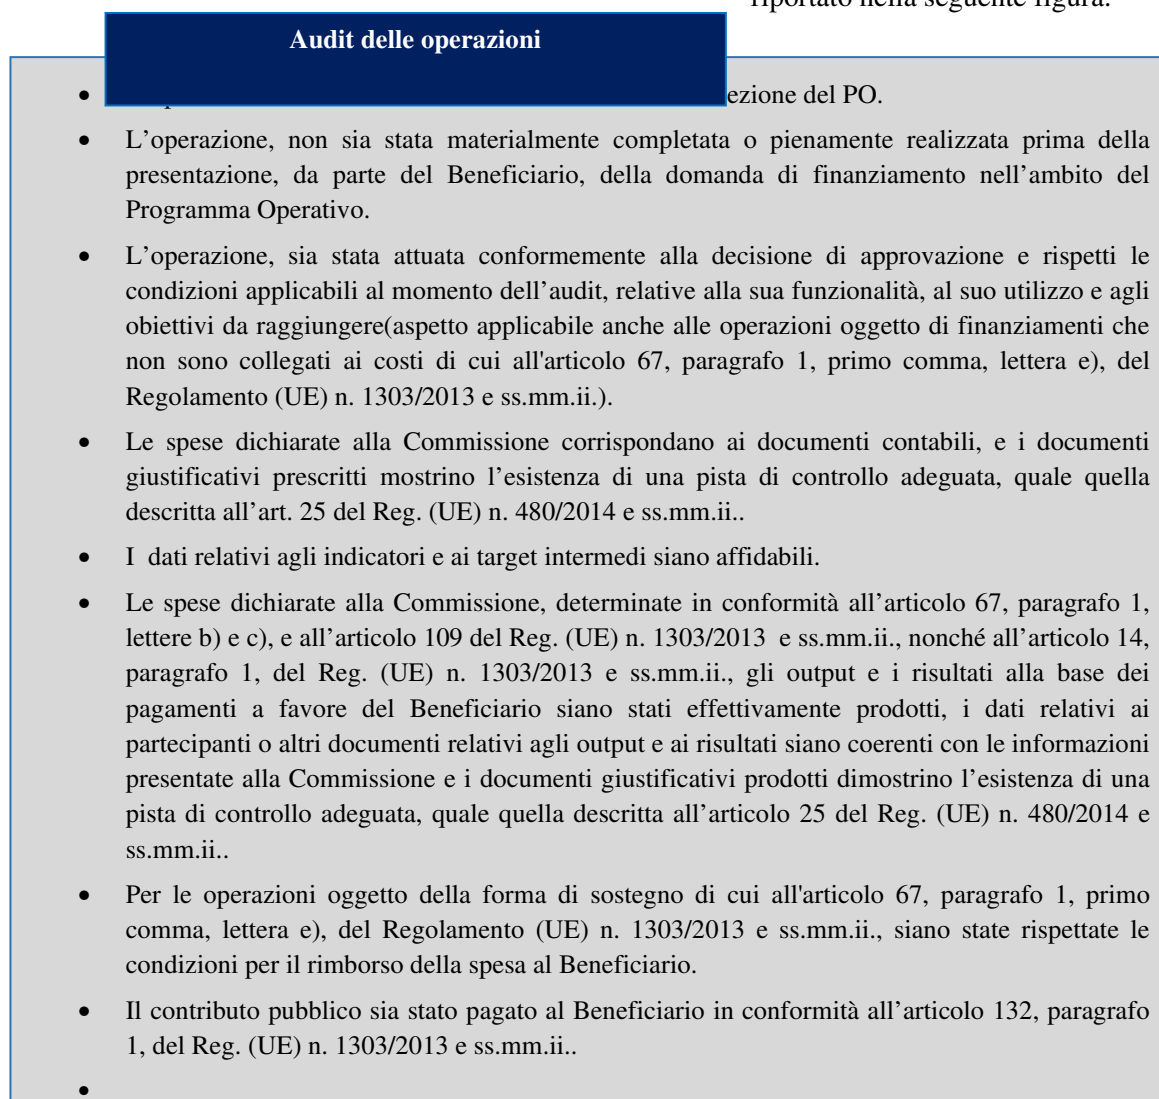 riportato nella seguente figura.
Audit delle operazioni
• ezione del PO.
• L’operazione, non sia stata materialmente completata o pienamente realizzata prima della
presentazione, da parte del Beneficiario, della domanda di finanziamento nell’ambito del
Programma Operativo.
• L’operazione, sia stata attuata conformemente alla decisione di approvazione e rispetti le
condizioni applicabili al momento dell’audit, relative alla sua funzionalità, al suo utilizzo e agli
obiettivi da raggiungere(aspetto applicabile anche alle operazioni oggetto di finanziamenti che
non sono collegati ai costi di cui all'articolo 67, paragrafo 1, primo comma, lettera e), del
Regolamento (UE) n. 1303/2013 e ss.mm.ii.).
• Le spese dichiarate alla Commissione corrispondano ai documenti contabili, e i documenti
giustificativi prescritti mostrino l’esistenza di una pista di controllo adeguata, quale quella
descritta all’art. 25 del Reg. (UE) n. 480/2014 e ss.mm.ii..
• I dati relativi agli indicatori e ai target intermedi siano affidabili.
• Le spese dichiarate alla Commissione, determinate in conformità all’articolo 67, paragrafo 1,
lettere b) e c), e all’articolo 109 del Reg. (UE) n. 1303/2013 e ss.mm.ii., nonché all’articolo 14,
paragrafo 1, del Reg. (UE) n. 1303/2013 e ss.mm.ii., gli output e i risultati alla base dei
pagamenti a favore del Beneficiario siano stati effettivamente prodotti, i dati relativi ai
partecipanti o altri documenti relativi agli output e ai risultati siano coerenti con le informazioni
presentate alla Commissione e i documenti giustificativi prodotti dimostrino l’esistenza di una
pista di controllo adeguata, quale quella descritta all’articolo 25 del Reg. (UE) n. 480/2014 e
ss.mm.ii..
• Per le operazioni oggetto della forma di sostegno di cui all'articolo 67, paragrafo 1, primo
comma, lettera e), del Regolamento (UE) n. 1303/2013 e ss.mm.ii., siano state rispettate le
condizioni per il rimborso della spesa al Beneficiario.
• Il contributo pubblico sia stato pagato al Beneficiario in conformità all’articolo 132, paragrafo
1, del Reg. (UE) n. 1303/2013 e ss.mm.ii..
•